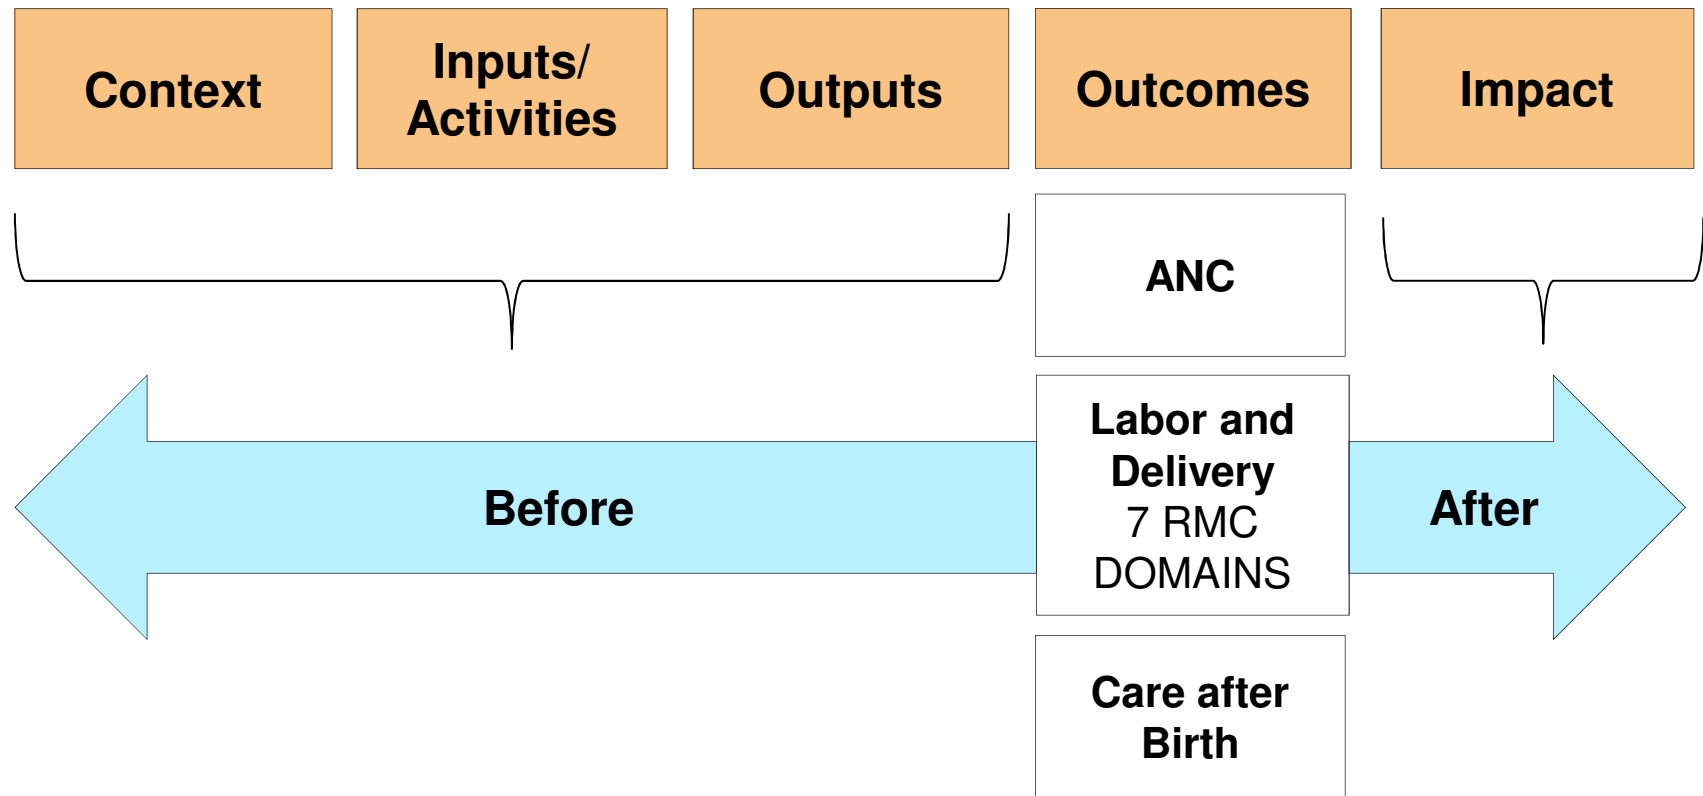 Context
Inputs/
Activities
Outputs
Outcomes
Impact
ANC
Labor and
Delivery
7 RMC
DOMAINS
Before
After
Care after
Birth